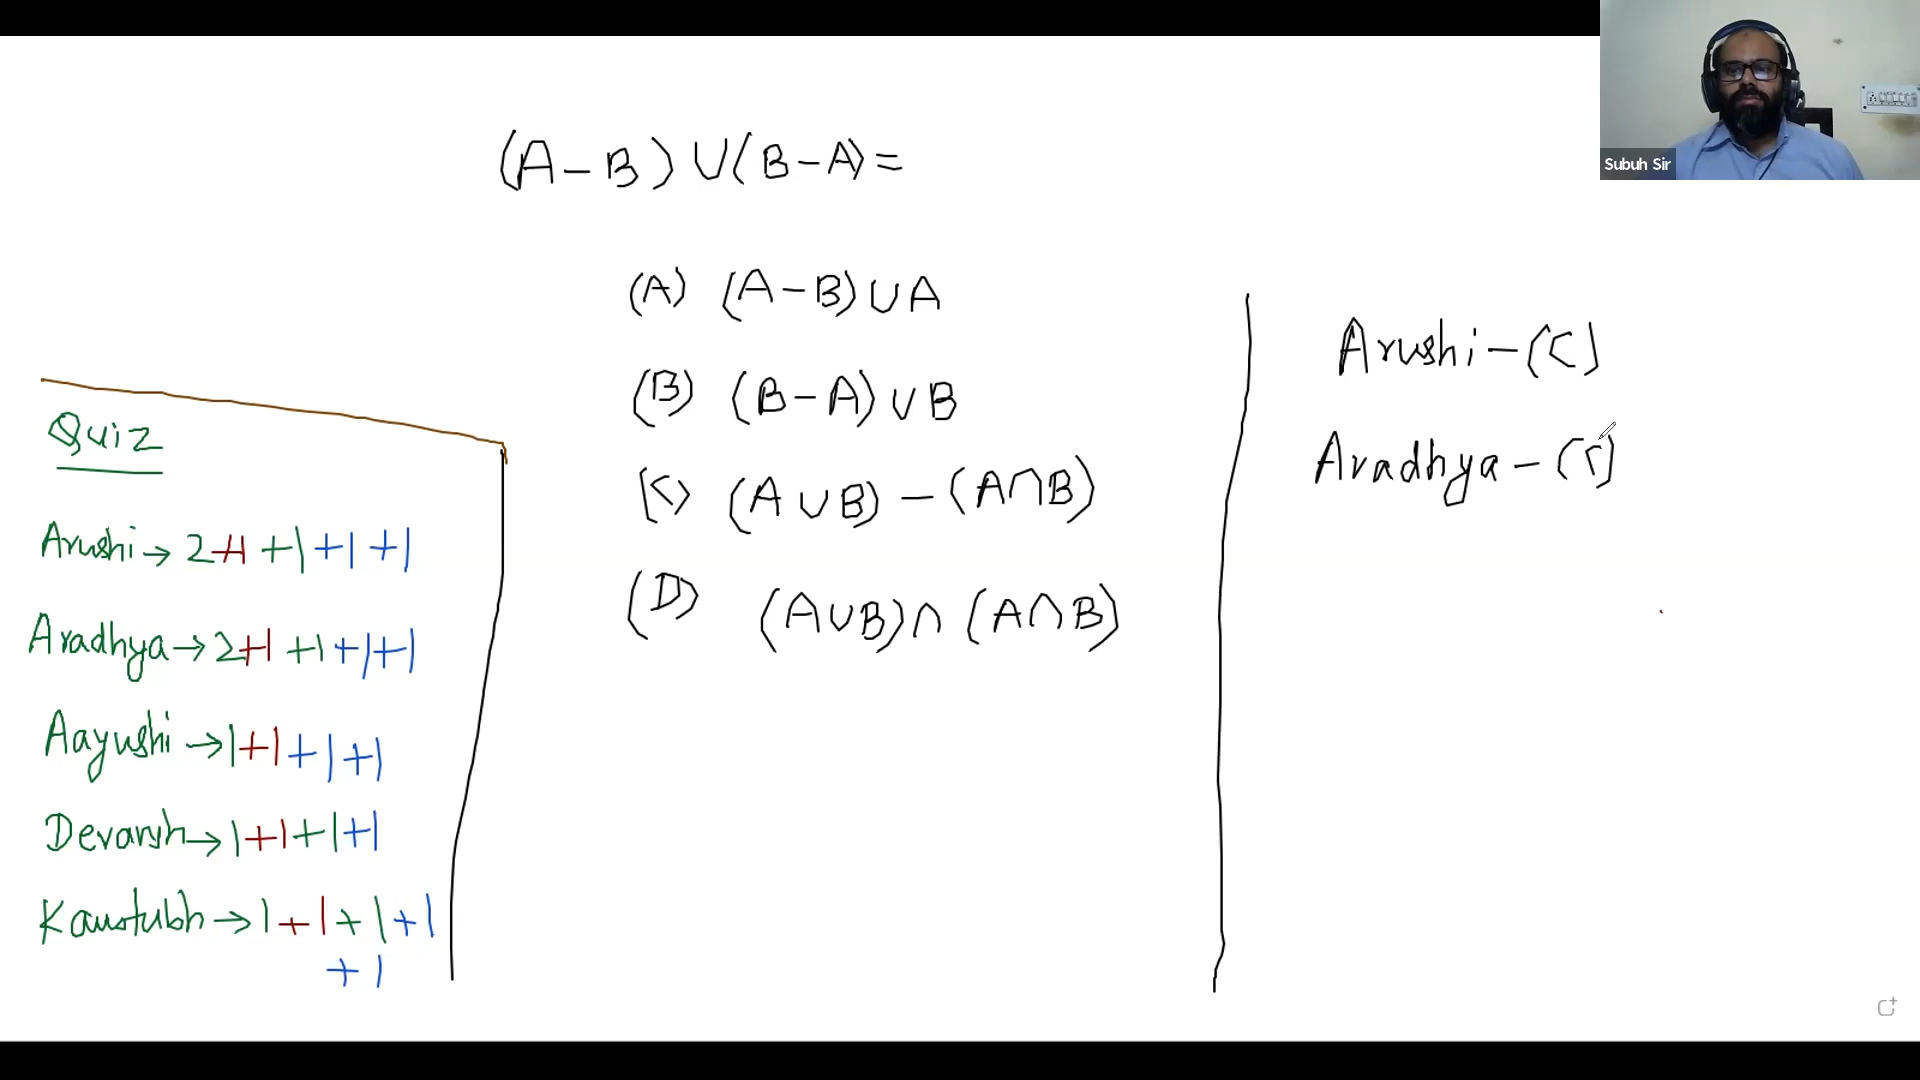 Subuh Sir
(A-B)∪(B-A)=
(A) (A-B)∪A
(B) (B-A)∪B
(C) (A∪B)-(A∩B)
(D) (A∪B)∩(A∩B)
Quiz
Arushi→2+1+1+1+1
Aradhya→2+1+1+1+1
Aayushi→1+1+1+1
Devansh→1+1+1+1
Kaustubh→1+1+1+1
+1
Arushi-(C)
Aradhya-(C)